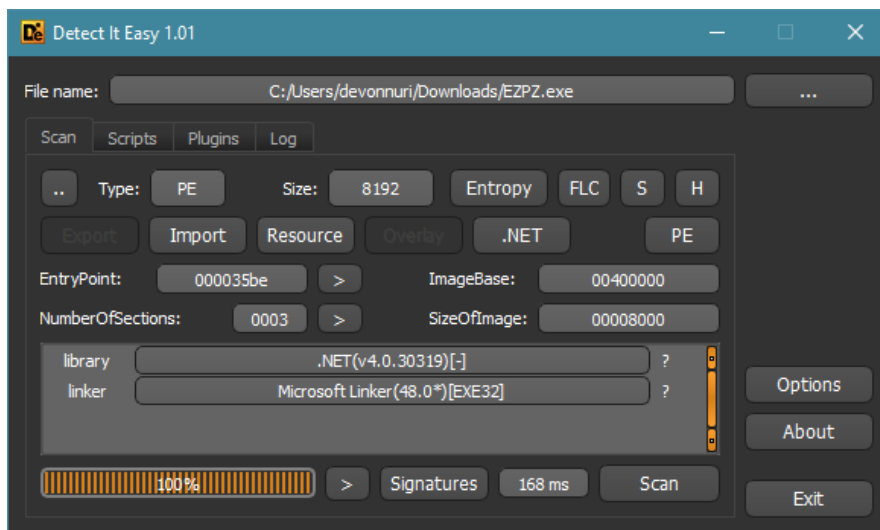 Detect It Easy 1.01
File name: C:/Users/devonnuri/Downloads/EZPZ.exe ...
Scan Scripts Plugins Log
.. Type: PE Size: 8192 Entropy FLC S H
Export Import Resource Overlay .NET PE
EntryPoint: 000035be > ImageBase: 00400000
NumberOfSections: 0003 > SizeOfImage: 00008000
library .NET(v4.0.30319)[-] ?
linker Microsoft Linker(48.0*)[EXE32] ?
Options
About
100% > Signatures 168 ms Scan
Exit